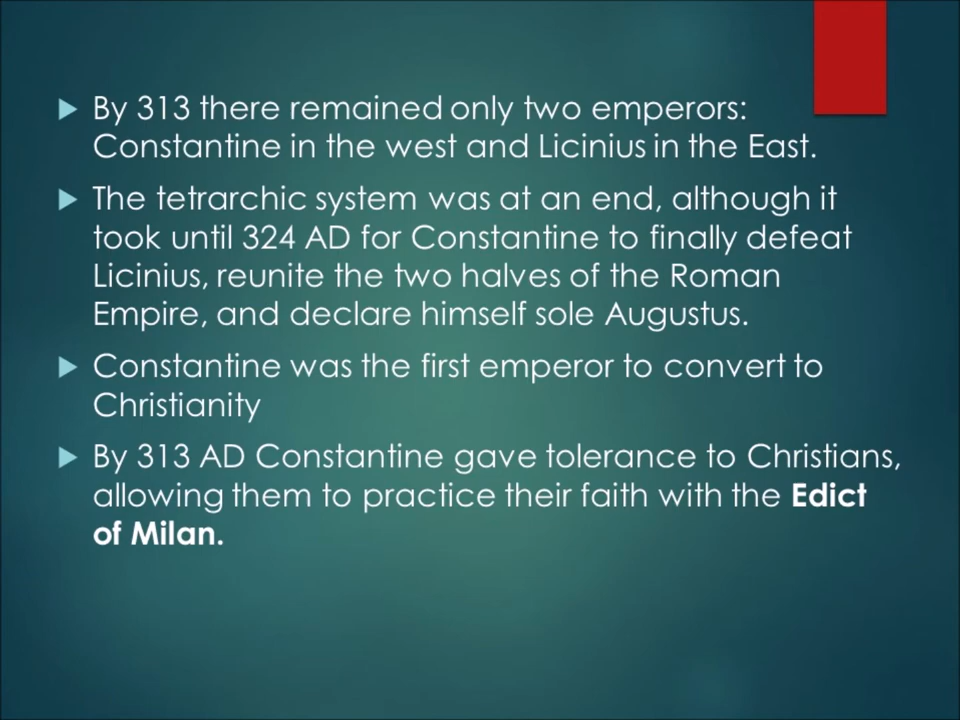 By 313 there remained only two emperors:
Constantine in the west and Licinius in the East.
The tetrarchic system was at an end, although it
took until 324 AD for Constantine to finally defeat
Licinius, reunite the two halves of the Roman
Empire, and declare himself sole Augustus.
Constantine was the first emperor to convert to
Christianity
By 313 AD Constantine gave tolerance to Christians,
allowing them to practice their faith with the Edict
of Milan.